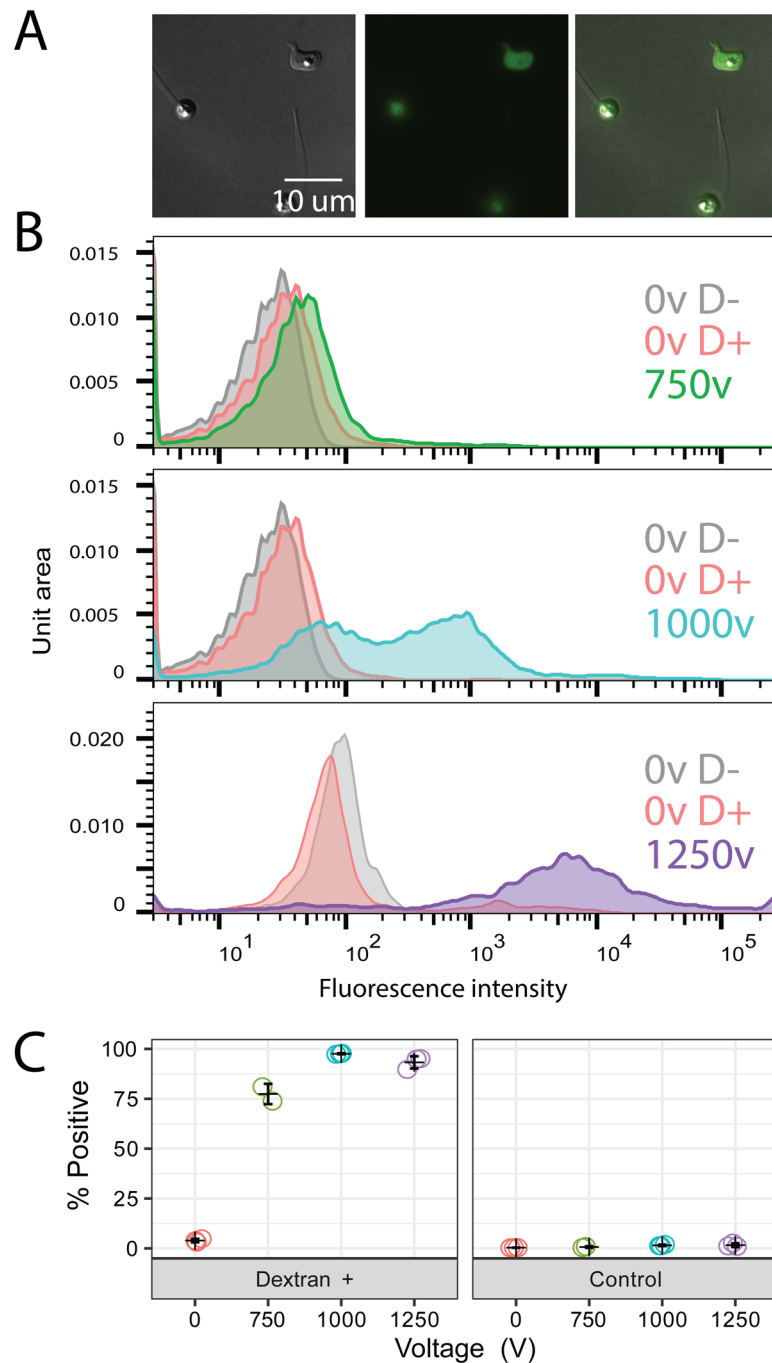 A
10 um
B
0.015
0.010
0.005
0
0v D-
0v D+
750v
Unit area
0.015
0.010
0.005
0
0v D-
0v D+
1000v
0.020
0.010
0
0v D-
0v D+
1250v
10¹ 10² 10³ 10⁴ 10⁵
Fluorescence intensity
C
% Positive
100
75
50
25
0
Dextran + Control
0 750 1000 1250 0 750 1000 1250
Voltage (V)